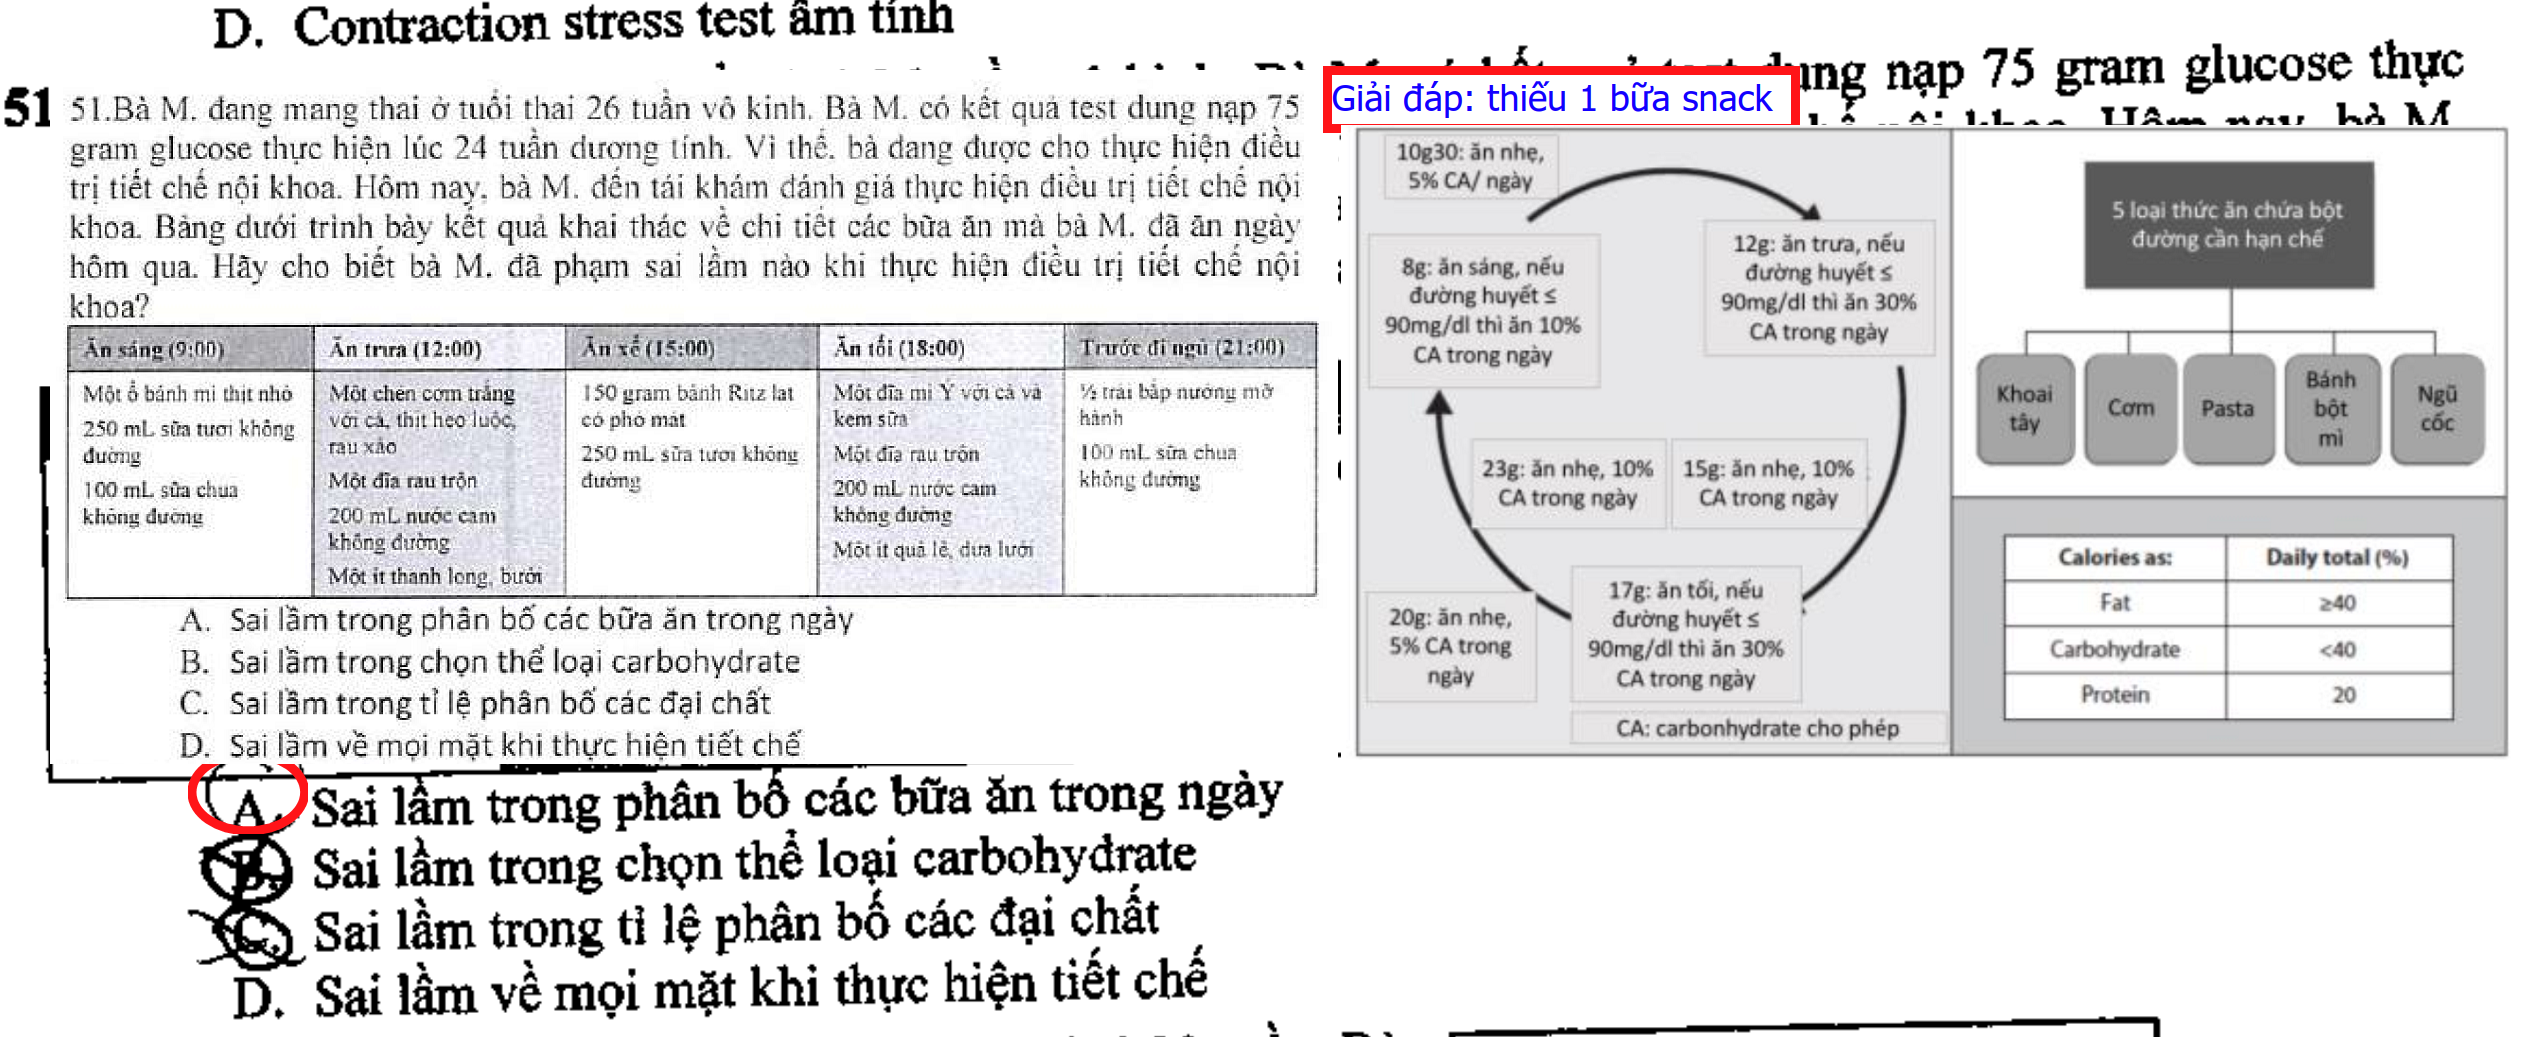 D. Contraction stress test âm tính
ung nạp 75 gram glucose thực
Giải đáp: thiếu 1 bữa snack
51
51.Bà M. đang mang thai ở tuổi thai 26 tuần vô kinh. Bà M. có kết quả test dung nạp 75
gram glucose thực hiện lúc 24 tuần dương tính. Vì thế. bà đang được cho thực hiện điều
trị tiết chế nội khoa. Hôm nay, bà M. đến tái khám đánh giá thực hiện điều trị tiết chế nội
khoa. Bảng dưới trình bày kết quả khai thác về chi tiết các bữa ăn mà bà M. đã ăn ngày
hôm qua. Hãy cho biết bà M. đã phạm sai lầm nào khi thực hiện điều trị tiết chế nội
khoa?
Ăn sáng (9:00)
Ăn trưa (12:00)
Ăn xế (15:00)
Ăn tối (18:00)
Trước đi ngủ (21:00)
Một ổ bánh mì thịt nhỏ
250 mL sữa tươi không
đường
100 mL sữa chua
không đường
Một chén cơm trắng
với cá, thịt heo luộc,
rau xào
Một đĩa rau trộn
200 mL nước cam
không đường
Một ít thanh long, bưởi
150 gram bánh Ritz lạt
có phô mát
250 mL sữa tươi không
đường
Một đĩa mì Ý với cà và
kem sữa
Một đĩa rau trộn
200 mL nước cam
không đường
Một ít quả lê, dưa lưới
½ trái bắp nướng mỡ
hành
100 mL sữa chua
không đường
A. Sai lầm trong phân bố các bữa ăn trong ngày
B. Sai lầm trong chọn thể loại carbohydrate
C. Sai lầm trong tỉ lệ phân bố các đại chất
D. Sai lầm về mọi mặt khi thực hiện tiết chế
A. Sai lầm trong phân bố các bữa ăn trong ngày
B. Sai lầm trong chọn thể loại carbohydrate
C. Sai lầm trong tỉ lệ phân bố các đại chất
D. Sai lầm về mọi mặt khi thực hiện tiết chế
10g30: ăn nhẹ,
5% CA/ ngày
12g: ăn trưa, nếu
đường huyết ≤
90mg/dl thì ăn 30%
CA trong ngày
8g: ăn sáng, nếu
đường huyết ≤
90mg/dl thì ăn 10%
CA trong ngày
23g: ăn nhẹ, 10%
CA trong ngày
15g: ăn nhẹ, 10%
CA trong ngày
20g: ăn nhẹ,
5% CA trong
ngày
17g: ăn tối, nếu
đường huyết ≤
90mg/dl thì ăn 30%
CA trong ngày
CA: carbonhydrate cho phép
5 loại thức ăn chứa bột
đường cần hạn chế
Khoai
tây
Cơm
Pasta
Bánh
bột
mì
Ngũ
cốc
Calories as: Daily total (%)
Fat ≥40
Carbohydrate <40
Protein 20